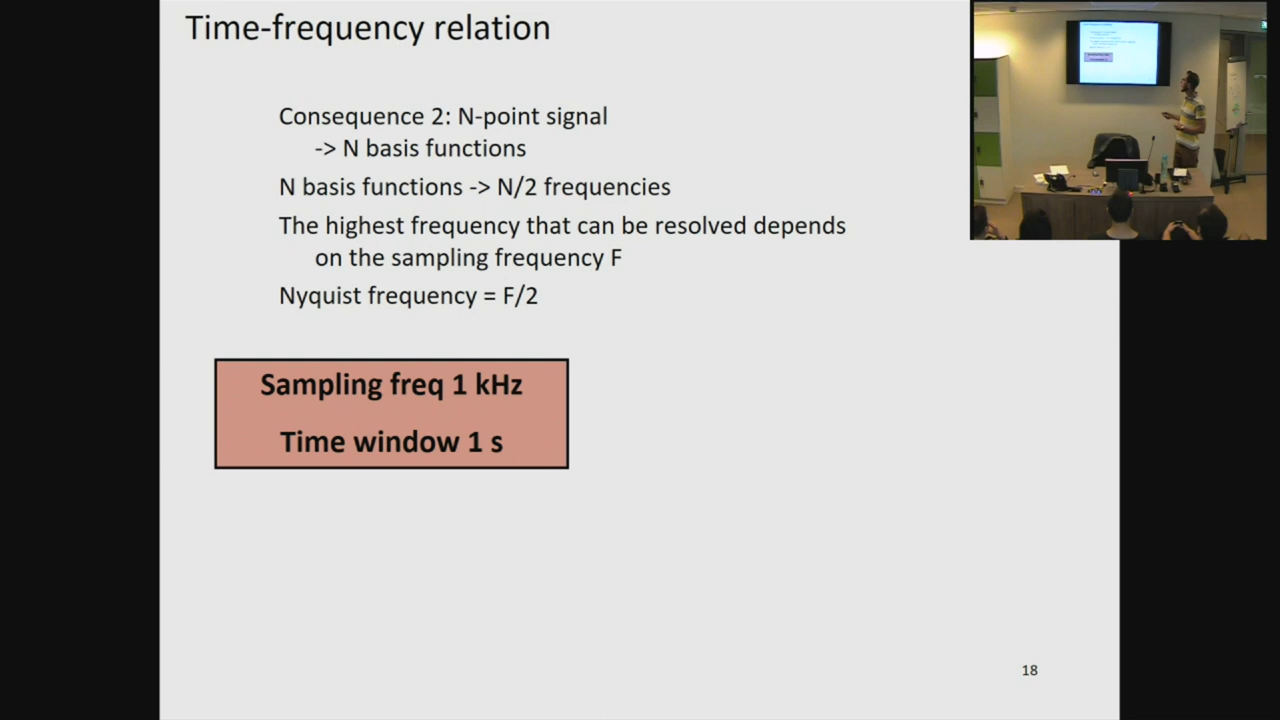 Time-frequency relation
Consequence 2: N-point signal
-> N basis functions
N basis functions -> N/2 frequencies
The highest frequency that can be resolved depends
on the sampling frequency F
Nyquist frequency = F/2
Sampling freq 1 kHz
Time window 1 s
18